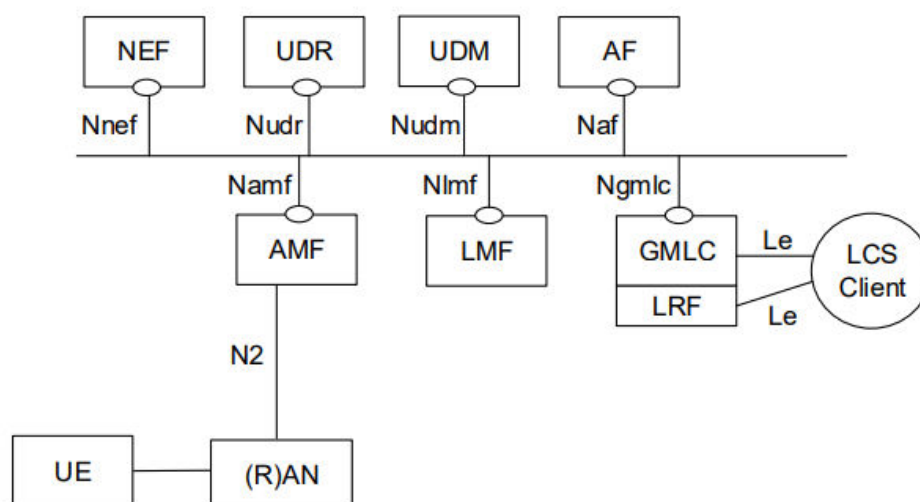 NEF
UDR
UDM
AF
Nnef
Nudr
Nudm
Naf
Namf
Nlmf
Ngmlc
AMF
LMF
GMLC
LRF
Le
Le
LCS
Client
N2
UE
(R)AN